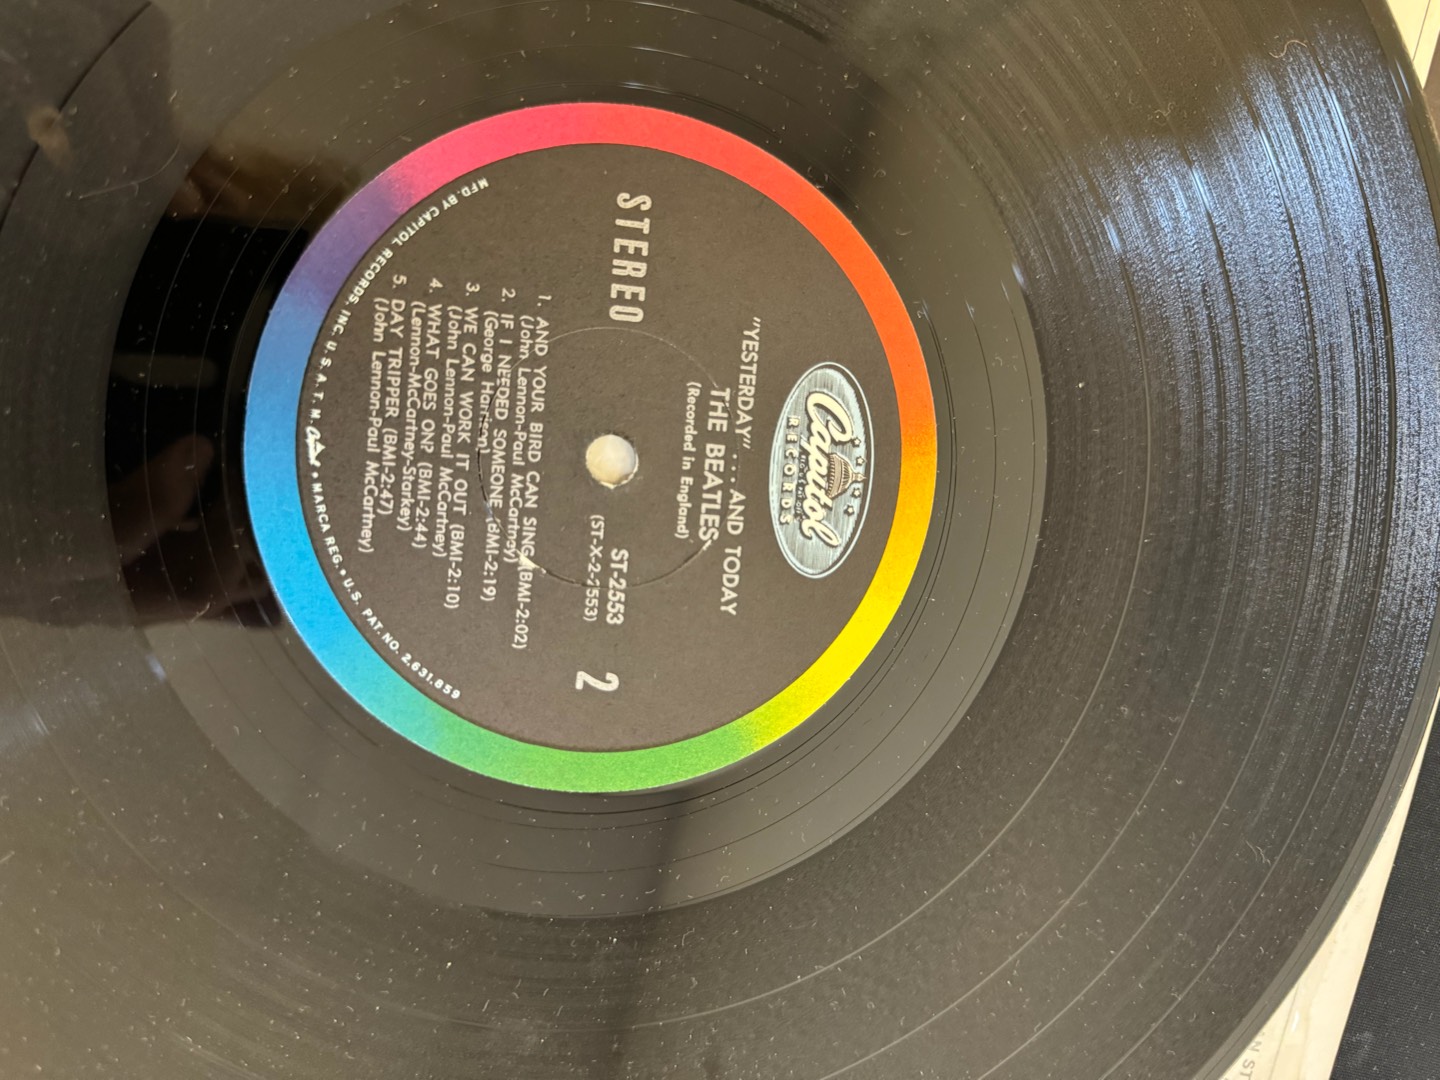 Capitol
RECORDS
"YESTERDAY" . . . AND TODAY
THE BEATLES
(Recorded in England)
STEREO
ST-2553
(ST-X-2-2553)
2
1. AND YOUR BIRD CAN SING (BMI-2:02)
(John Lennon-Paul McCartney)
2. IF I NEEDED SOMEONE (BMI-2:19)
(George Harrison)
3. WE CAN WORK IT OUT (BMI-2:10)
(John Lennon-Paul McCartney)
4. WHAT GOES ON? (BMI-2:44)
(Lennon-McCartney-Starkey)
5. DAY TRIPPER (BMI-2:47)
(John Lennon-Paul McCartney)
MFD. BY CAPITOL RECORDS, INC. U.S.A. T.M. • MARCA REG. • U.S. PAT. NO. 2,631,859